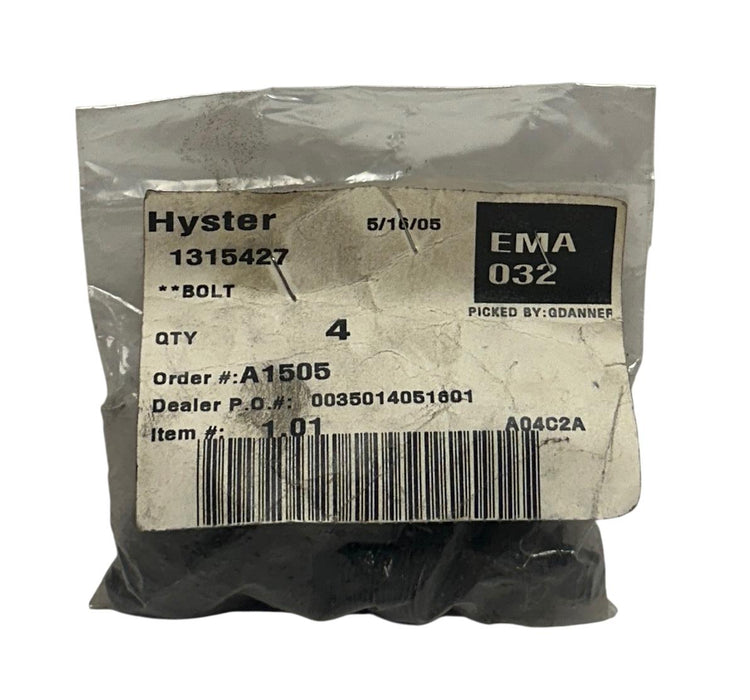 Hyster
5/16/05
EMA
032
1315427
**BOLT
PICKED BY:GDANNER
QTY
4
Order #:A1505
Dealer P.O.#: 0035014051601
Item #: 1.01
A04C2A